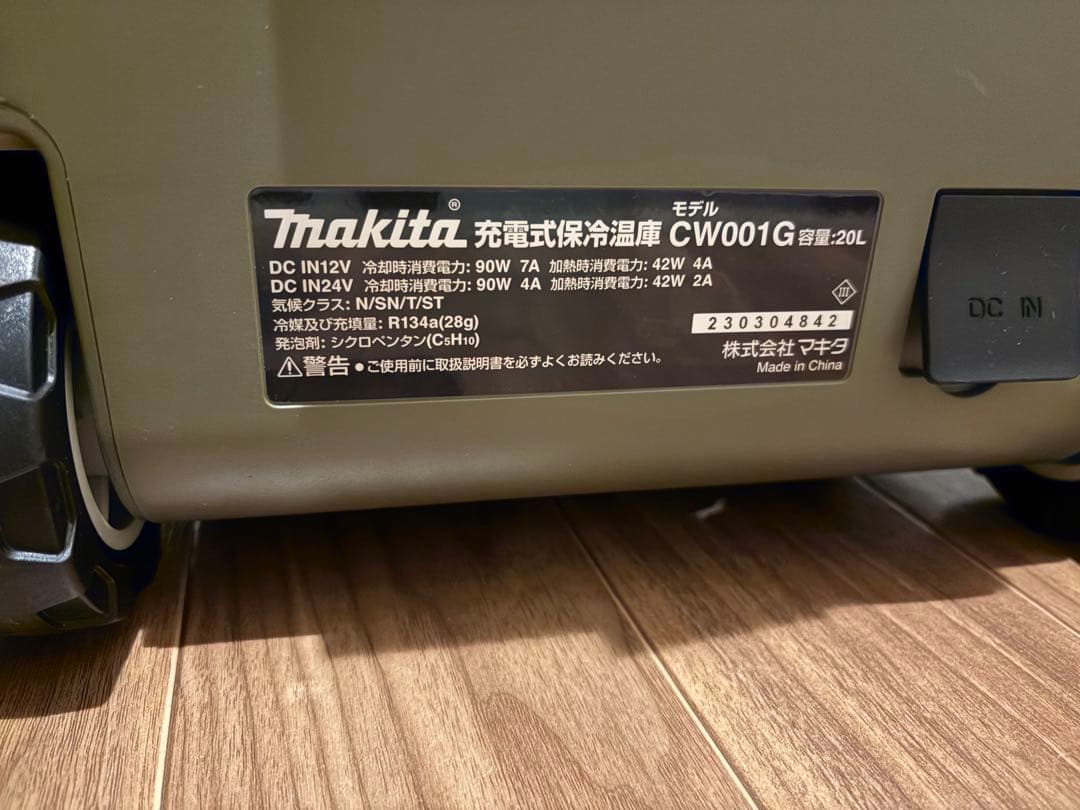 makita® 充電式保冷温庫 モデル CW001G 容量:20L
DC IN12V 冷却時消費電力: 90W 7A 加熱時消費電力: 42W 4A
DC IN24V 冷却時消費電力: 90W 4A 加熱時消費電力: 42W 2A
気候クラス: N/SN/T/ST
冷媒及び充填量: R134a(28g)
発泡剤: シクロペンタン(C₅H₁₀)
⚠警告 ●ご使用前に取扱説明書を必ずよくお読みください。
III
230304842
株式会社マキタ
Made in China
DC IN